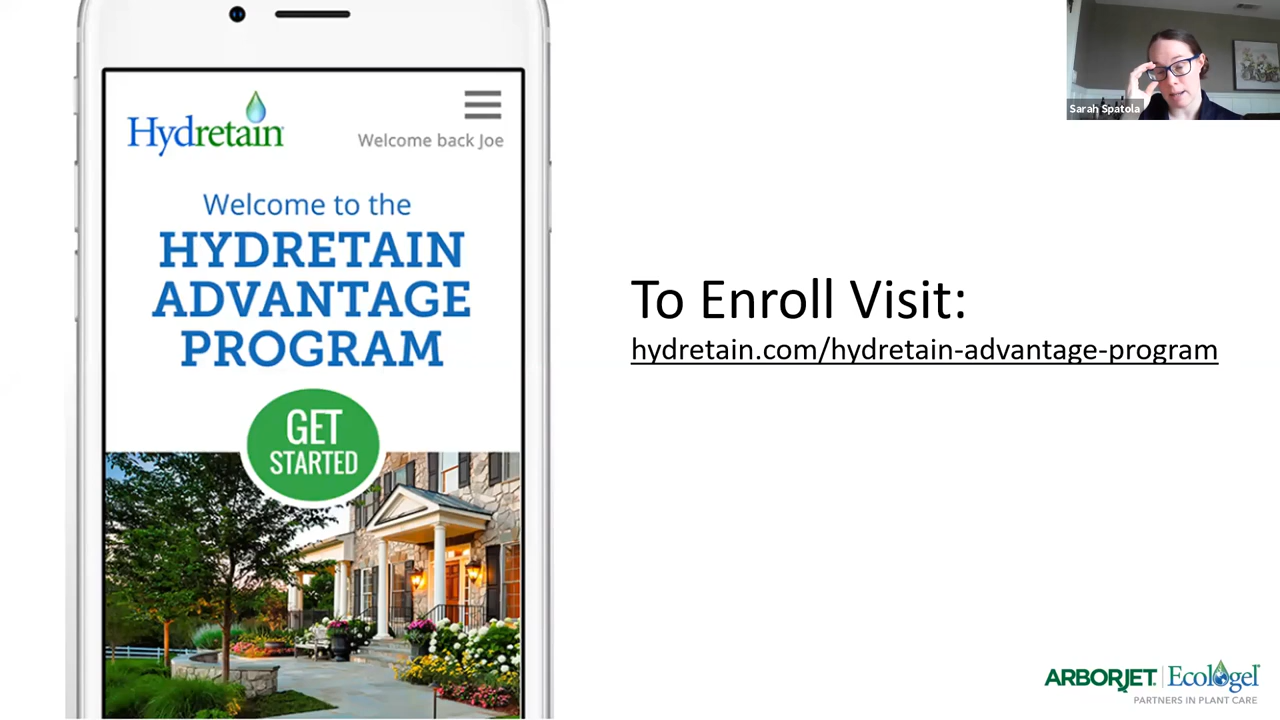 Hydretain
Welcome back Joe
Welcome to the
HYDRETAIN
ADVANTAGE
PROGRAM
GET
STARTED
To Enroll Visit:
hydretain.com/hydretain-advantage-program
Sarah Spatola
ARBORJET | Ecologel
PARTNERS IN PLANT CARE